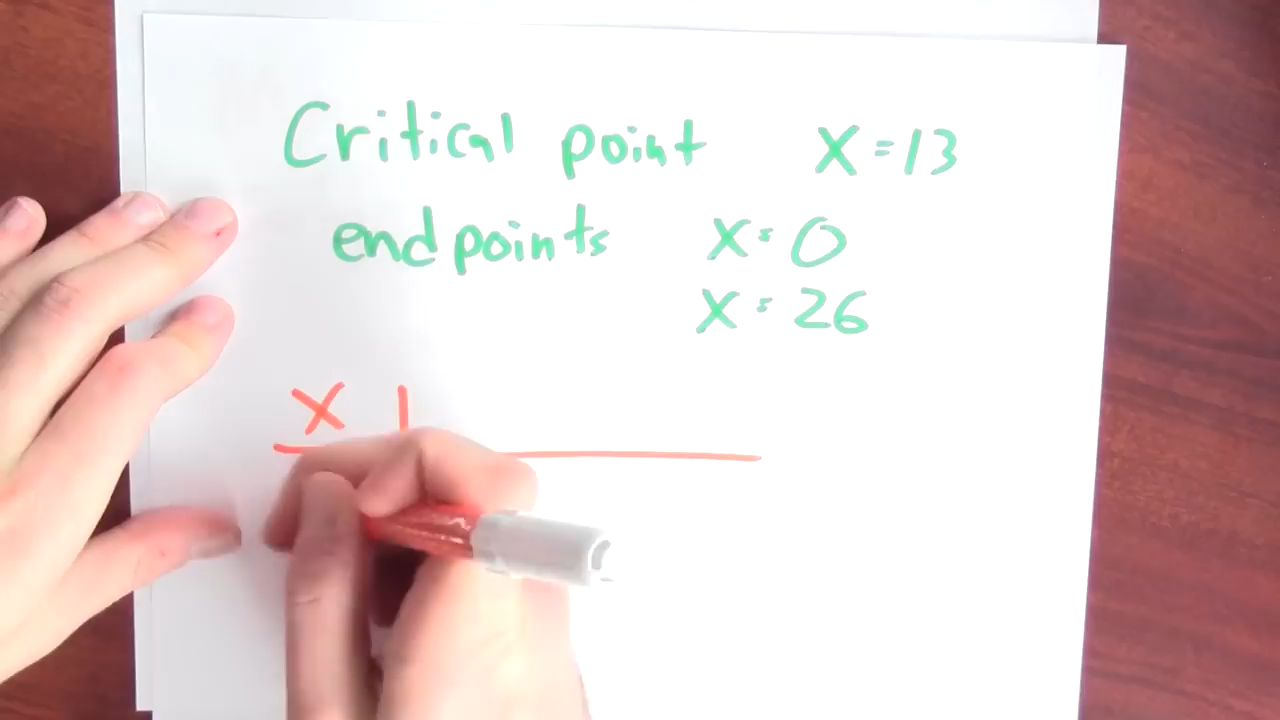 Critical point x=13
endpoints x=0
x=26
x